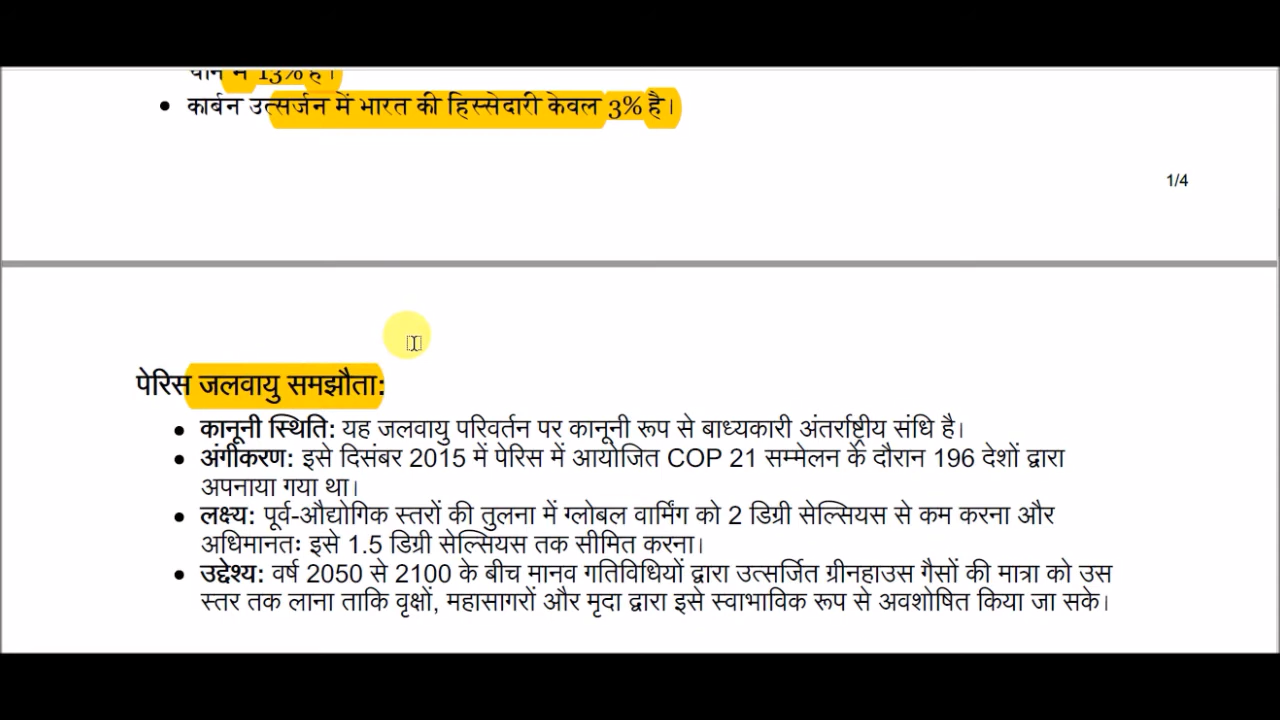 में 13% है।
कार्बन उत्सर्जन में भारत की हिस्सेदारी केवल 3% है।
1/4
पेरिस जलवायु समझौता:
कानूनी स्थिति: यह जलवायु परिवर्तन पर कानूनी रूप से बाध्यकारी अंतर्राष्ट्रीय संधि है।
अंगीकरण: इसे दिसंबर 2015 में पेरिस में आयोजित COP 21 सम्मेलन के दौरान 196 देशों द्वारा
अपनाया गया था।
लक्ष्य: पूर्व-औद्योगिक स्तरों की तुलना में ग्लोबल वार्मिंग को 2 डिग्री सेल्सियस से कम करना और
अधिमानतः इसे 1.5 डिग्री सेल्सियस तक सीमित करना।
उद्देश्य: वर्ष 2050 से 2100 के बीच मानव गतिविधियों द्वारा उत्सर्जित ग्रीनहाउस गैसों की मात्रा को उस
स्तर तक लाना ताकि वृक्षों, महासागरों और मृदा द्वारा इसे स्वाभाविक रूप से अवशोषित किया जा सके।